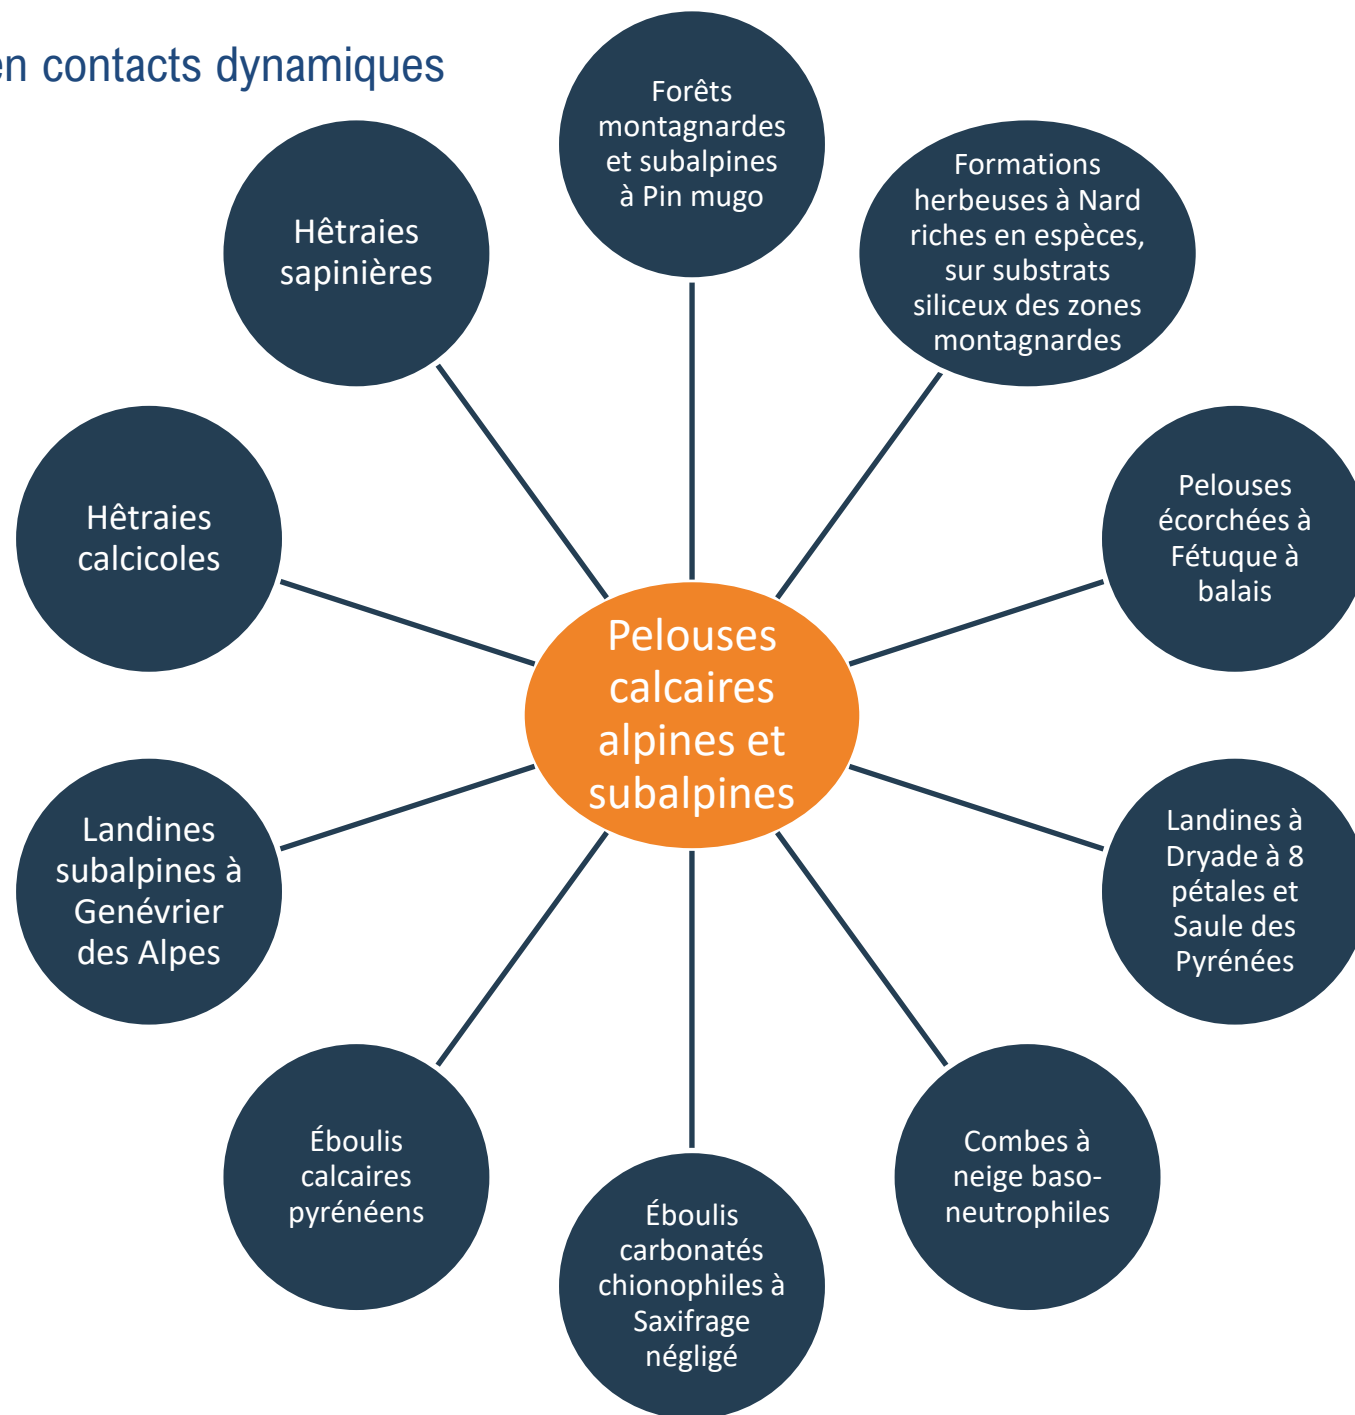 en contacts dynamiques
Forêts
montagnardes
et subalpines
à Pin mugo
Formations
herbeuses à Nard
riches en espèces,
sur substrats
siliceux des zones
montagnardes
Pelouses
écorchées à
Fétuque à
balais
Landines à
Dryade à 8
pétales et
Saule des
Pyrénées
Combes à
neige baso-
neutrophiles
Éboulis
carbonatés
chionophiles à
Saxifrage
négligé
Éboulis
calcaires
pyrénéens
Landines
subalpines à
Genévrier
des Alpes
Hêtraies
calcicoles
Hêtraies
sapinières
Pelouses
calcaires
alpines et
subalpines